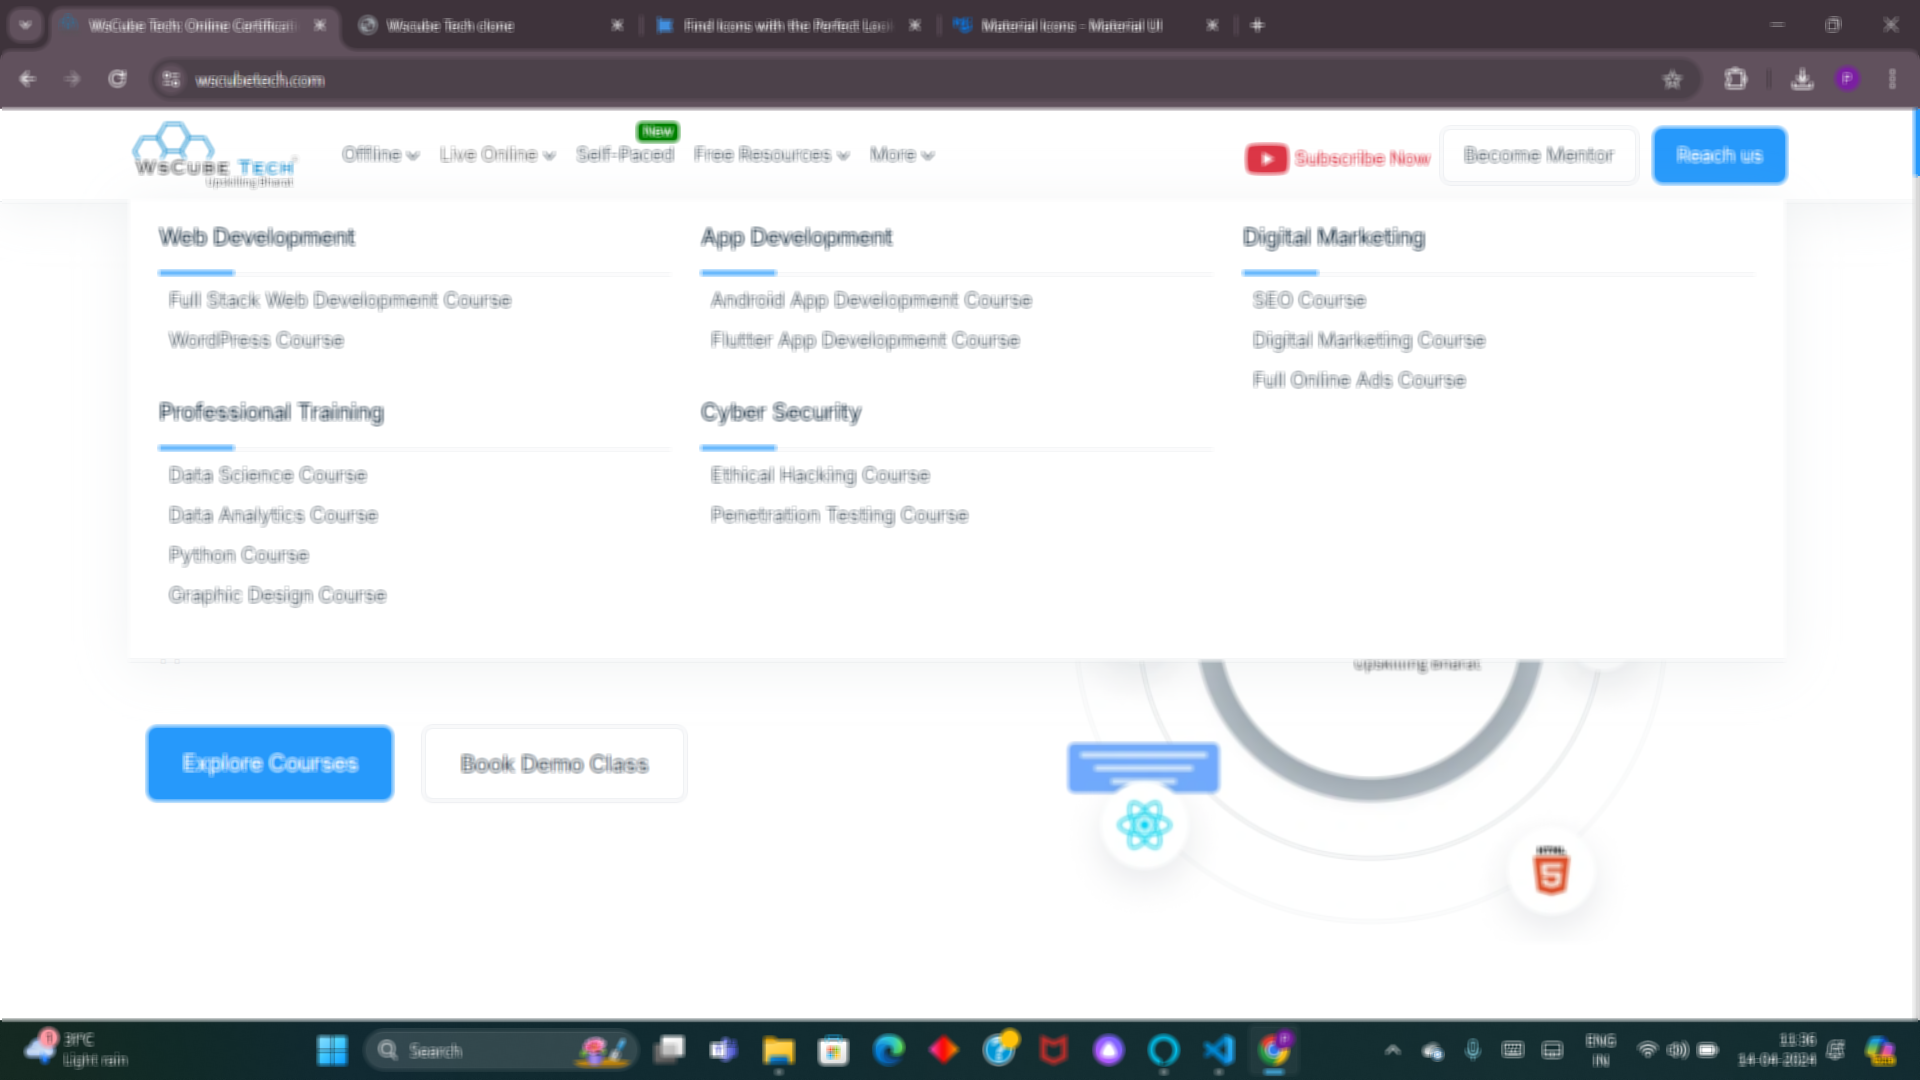 WsCube Tech: Online Certificat
Wscube Tech clone
Find Icons with the Perfect Loo
Material Icons - Material UI
wscubetech.com
P
WsCube Tech
Upskilling Bharat
Offline
Live Online
New
Self-Paced
Free Resources
More
Subscribe Now
Become Mentor
Reach us
Web Development
Full Stack Web Development Course
WordPress Course
App Development
Android App Development Course
Flutter App Development Course
Digital Marketing
SEO Course
Digital Marketing Course
Full Online Ads Course
Professional Training
Data Science Course
Data Analytics Course
Python Course
Graphic Design Course
Cyber Security
Ethical Hacking Course
Penetration Testing Course
Upskilling Bharat
Explore Courses
Book Demo Class
HTML
5
1
31°C
Light rain
Search
ENG
IN
11:36
14-04-2024